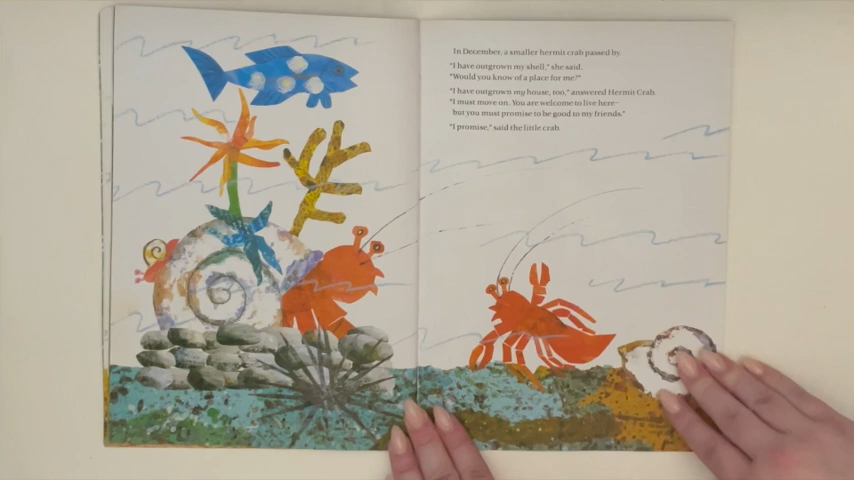 In December, a smaller hermit crab passed by.
"I have outgrown my shell," she said.
"Would you know of a place for me?"
"I have outgrown my house, too," answered Hermit Crab.
"I must move on. You are welcome to live here—
but you must promise to be good to my friends."
"I promise," said the little crab.